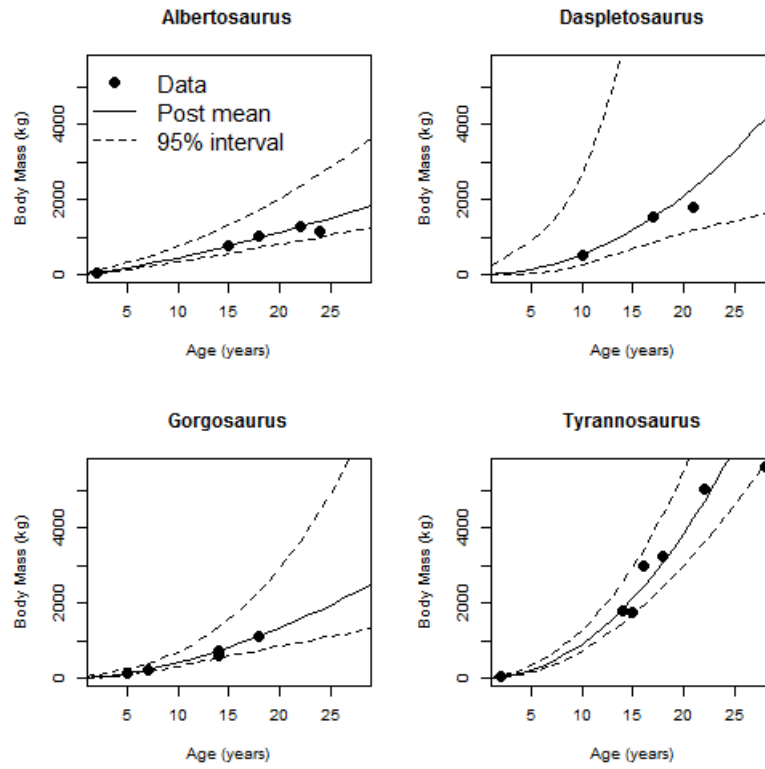 Albertosaurus
Data
Post mean
95% interval
Body Mass (kg)
0 2000 4000
5 10 15 20 25
Age (years)
Daspletosaurus
Body Mass (kg)
0 2000 4000
5 10 15 20 25
Age (years)
Gorgosaurus
Body Mass (kg)
0 2000 4000
5 10 15 20 25
Age (years)
Tyrannosaurus
Body Mass (kg)
0 2000 4000
5 10 15 20 25
Age (years)